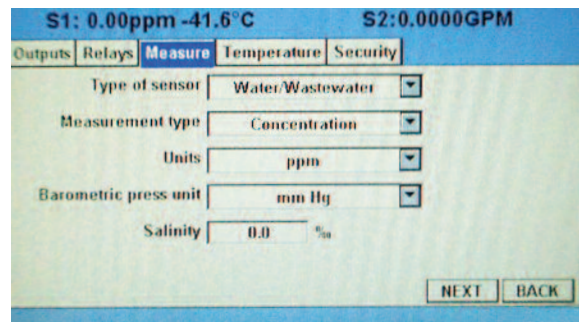 S1: 0.00ppm -41.6°C S2:0.0000GPM
Outputs Relays Measure Temperature Security
Type of sensor Water/Wastewater
Measurement type Concentration
Units ppm
Barometric press unit mm Hg
Salinity 0.0 ‰
NEXT BACK